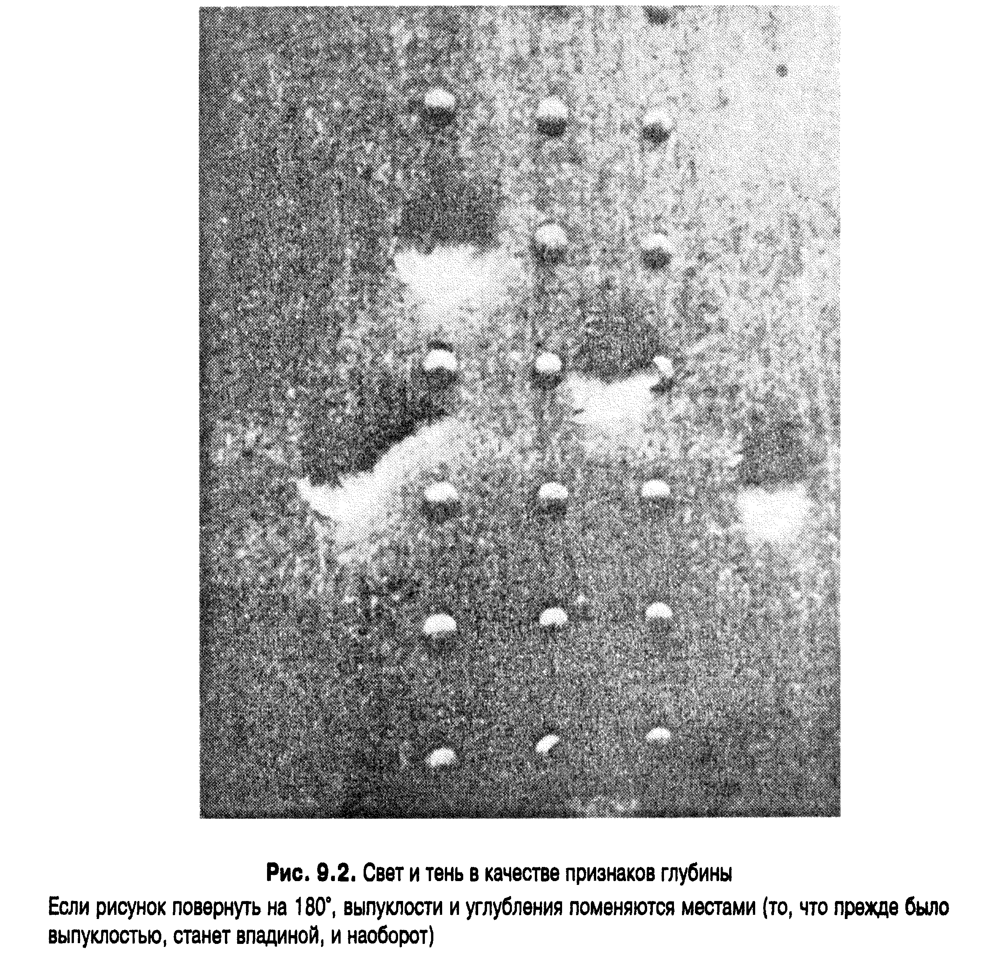 Рис. 9.2. Свет и тень в качестве признаков глубины
Если рисунок повернуть на 180°, выпуклости и углубления поменяются местами (то, что прежде было
выпуклостью, станет впадиной, и наоборот)